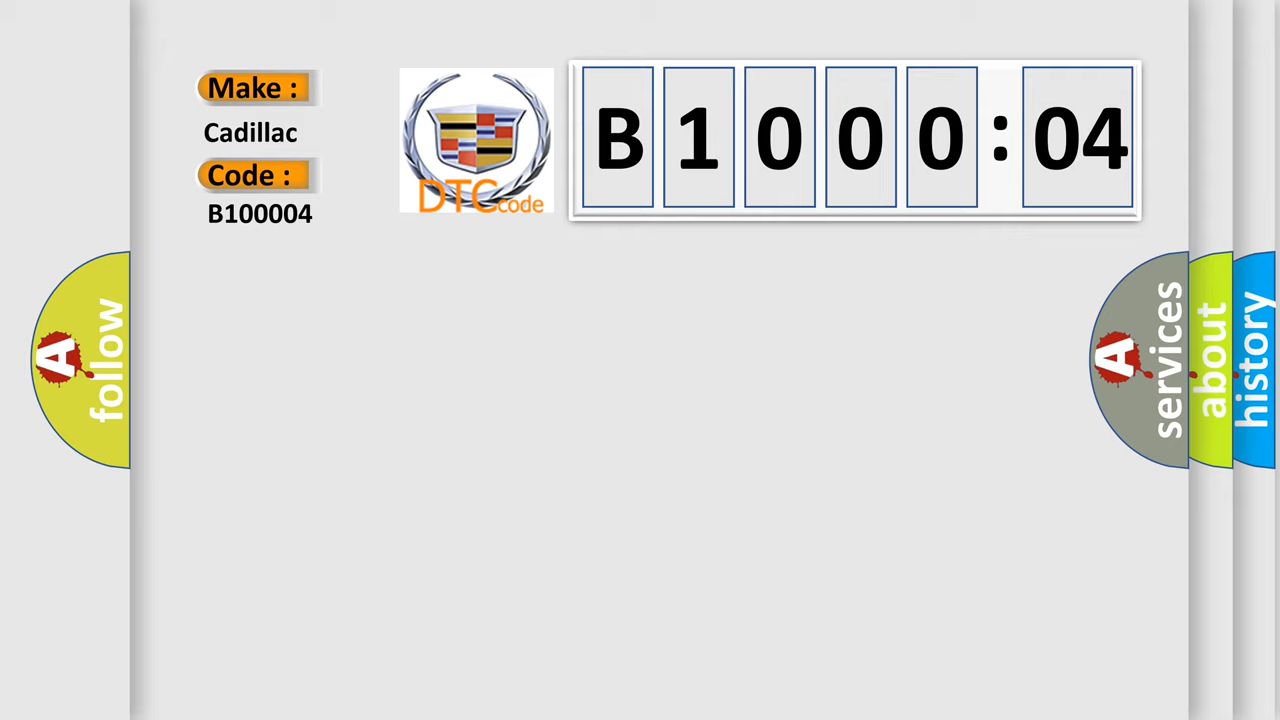 Make :
Cadillac
Code :
B100004
DTCcode
B 1 0 0 0 : 04
A follow
A services
about
history